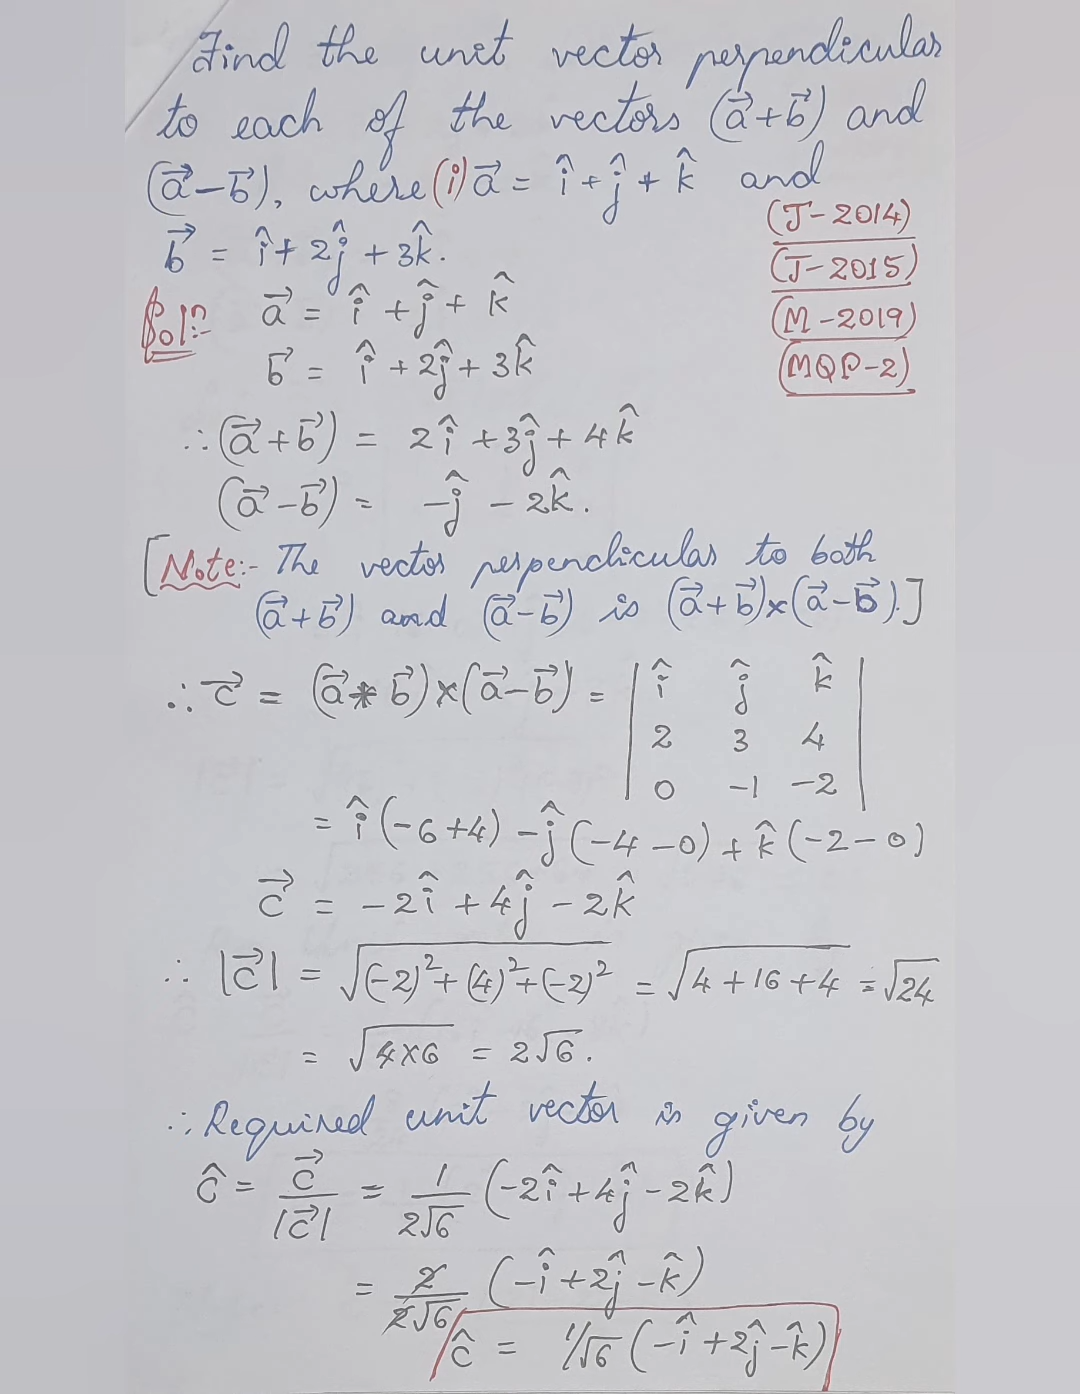 Find the unit vector perpendicular
to each of the vectors (a⃗+b⃗) and
(a⃗−b⃗), where (i) a⃗ = î+ĵ+k̂ and
b⃗ = î+2ĵ+3k̂.
(J-2014)
(J-2015)
(M-2019)
(MQP-2)
Solⁿ:- a⃗ = î+ĵ+k̂
b⃗ = î+2ĵ+3k̂
∴(a⃗+b⃗) = 2î+3ĵ+4k̂
(a⃗−b⃗) = −ĵ−2k̂.
[Note:- The vector perpendicular to both
(a⃗+b⃗) and (a⃗−b⃗) is (a⃗+b⃗)×(a⃗−b⃗).]
∴ c⃗ = (a⃗+b⃗)×(a⃗−b⃗) = | î ĵ k̂ |
| 2 3 4 |
| 0 −1 −2 |
= î(−6+4) −ĵ(−4−0)+k̂(−2−0)
c⃗ = −2î+4ĵ−2k̂
∴ |c⃗| = √(−2)²+(4)²+(−2)² = √4+16+4 = √24
= √4×6 = 2√6.
∴ Required unit vector is given by
ĉ = c⃗/|c⃗| = 1/2√6 (−2î+4ĵ−2k̂)
= 2/2√6 (−î+2ĵ−k̂)
ĉ = 1/√6 (−î+2ĵ−k̂)